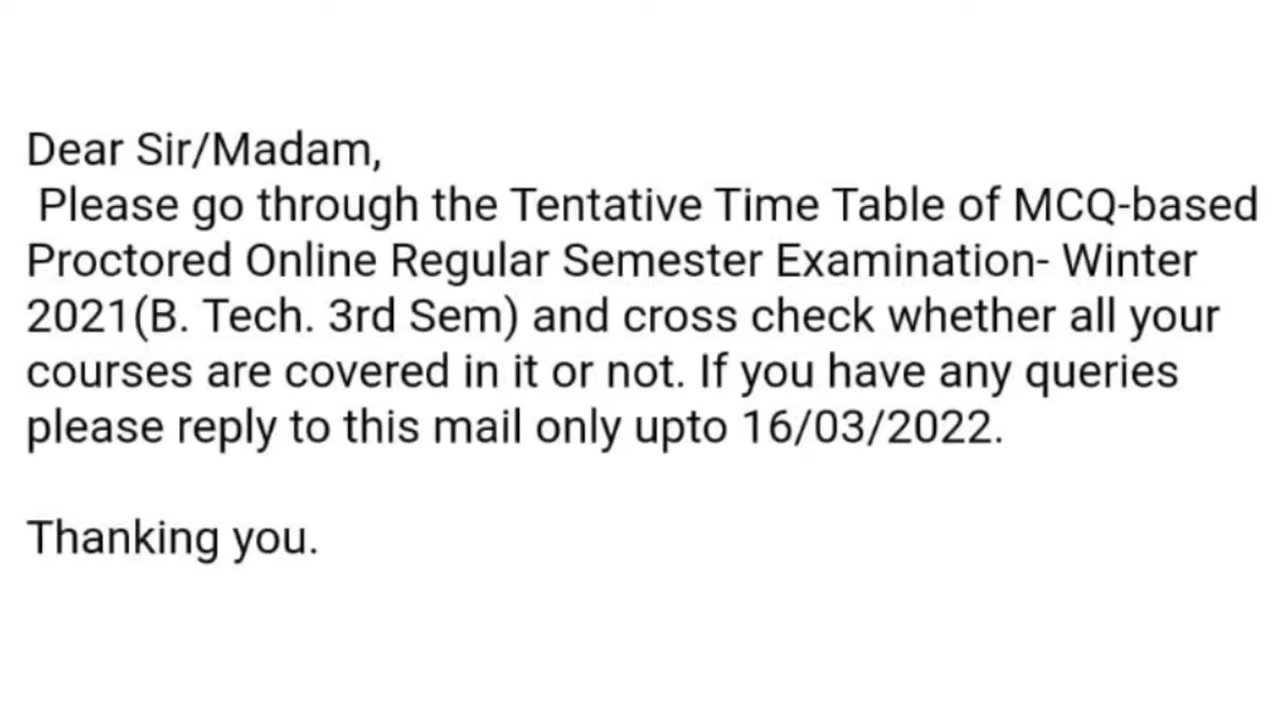 Dear Sir/Madam,
Please go through the Tentative Time Table of MCQ-based
Proctored Online Regular Semester Examination- Winter
2021(B. Tech. 3rd Sem) and cross check whether all your
courses are covered in it or not. If you have any queries
please reply to this mail only upto 16/03/2022.
Thanking you.